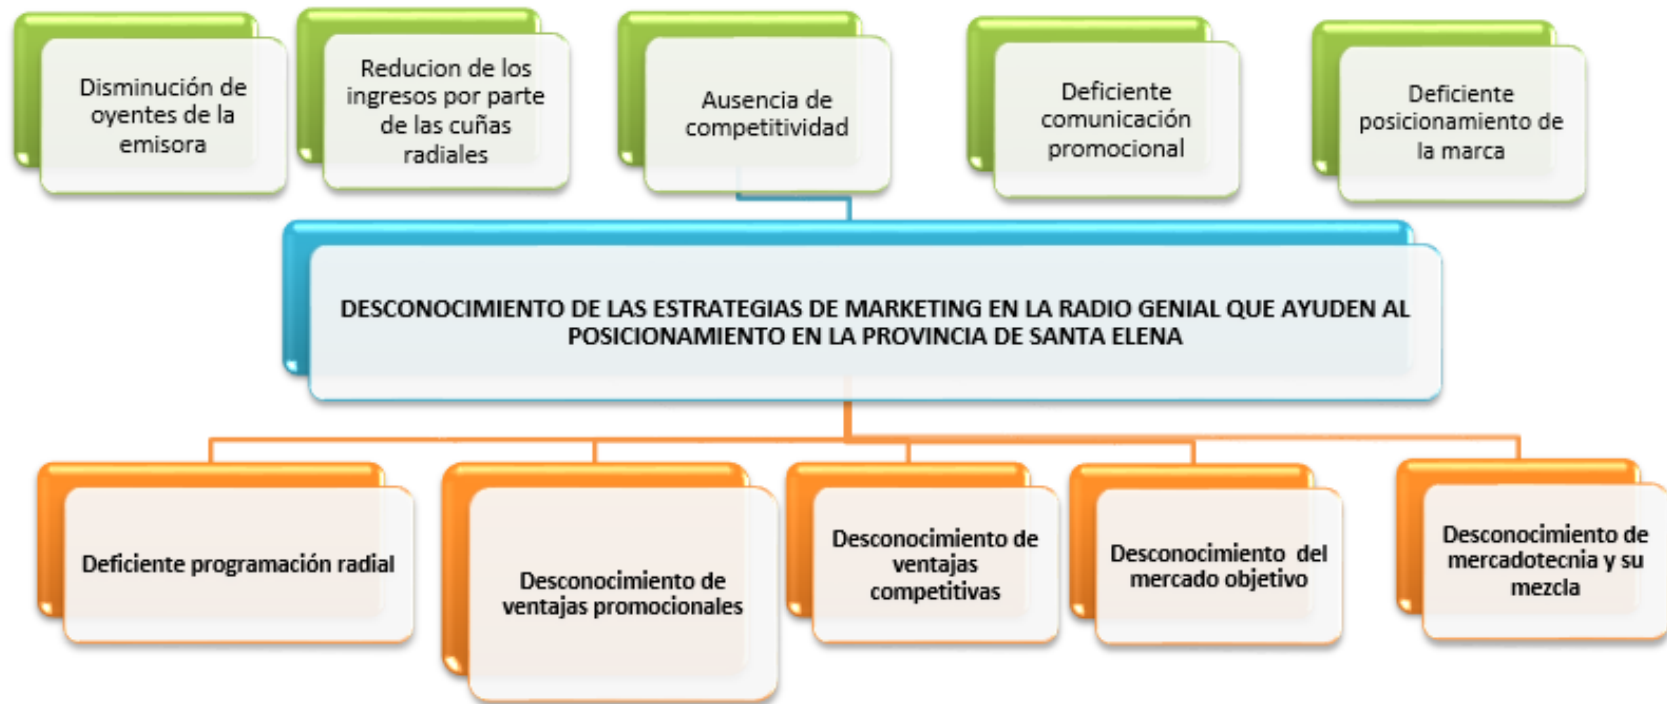 Disminución de
oyentes de la
emisora
Reducion de los
ingresos por parte
de las cuñas
radiales
Ausencia de
competitividad
Deficiente
comunicación
promocional
Deficiente
posicionamiento de
la marca
DESCONOCIMIENTO DE LAS ESTRATEGIAS DE MARKETING EN LA RADIO GENIAL QUE AYUDEN AL
POSICIONAMIENTO EN LA PROVINCIA DE SANTA ELENA
Deficiente programación radial
Desconocimiento de
ventajas promocionales
Desconocimiento de
ventajas
competitivas
Desconocimiento del
mercado objetivo
Desconocimiento de
mercadotecnia y su
mezcla